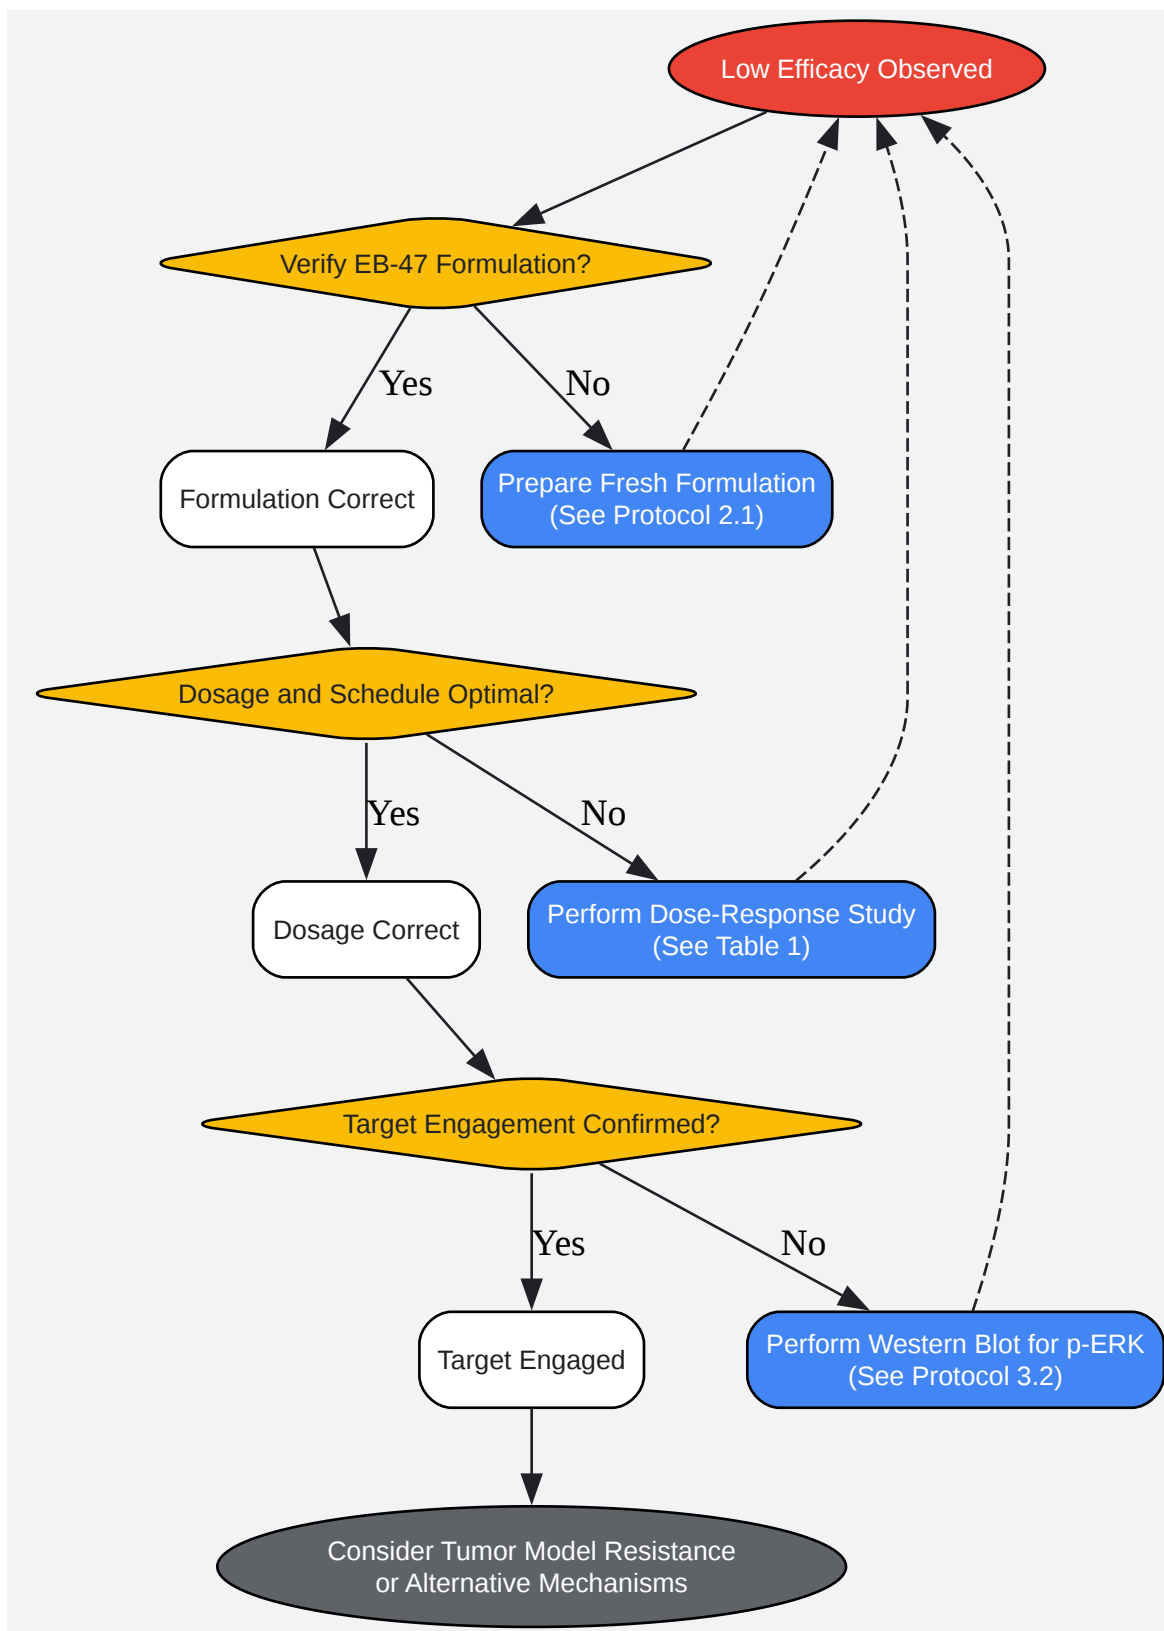 Low Efficacy Observed
Verify EB-47 Formulation?
Yes
No
Formulation Correct
Prepare Fresh Formulation
(See Protocol 2.1)
Dosage and Schedule Optimal?
Yes
No
Dosage Correct
Perform Dose-Response Study
(See Table 1)
Target Engagement Confirmed?
Yes
No
Target Engaged
Perform Western Blot for p-ERK
(See Protocol 3.2)
Consider Tumor Model Resistance
or Alternative Mechanisms